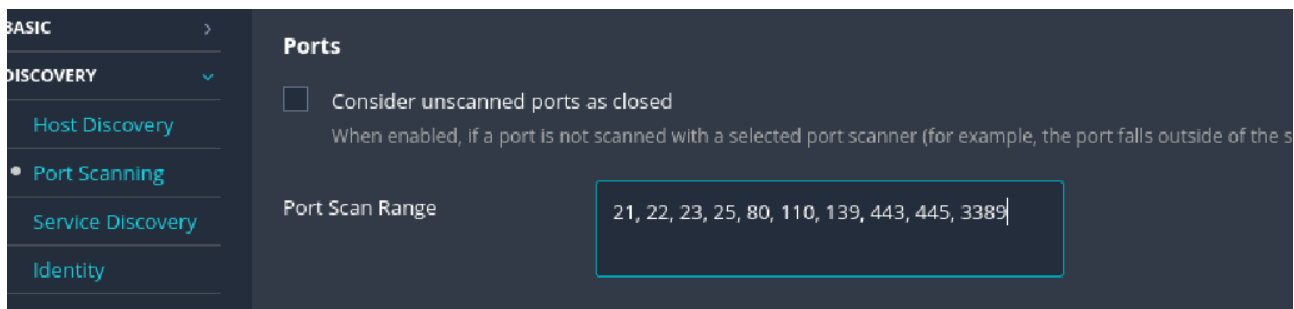 BASIC
DISCOVERY
Host Discovery
Port Scanning
Service Discovery
Identity
Ports
Consider unscanned ports as closed
When enabled, if a port is not scanned with a selected port scanner (for example, the port falls outside of the s
Port Scan Range
21, 22, 23, 25, 80, 110, 139, 443, 445, 3389